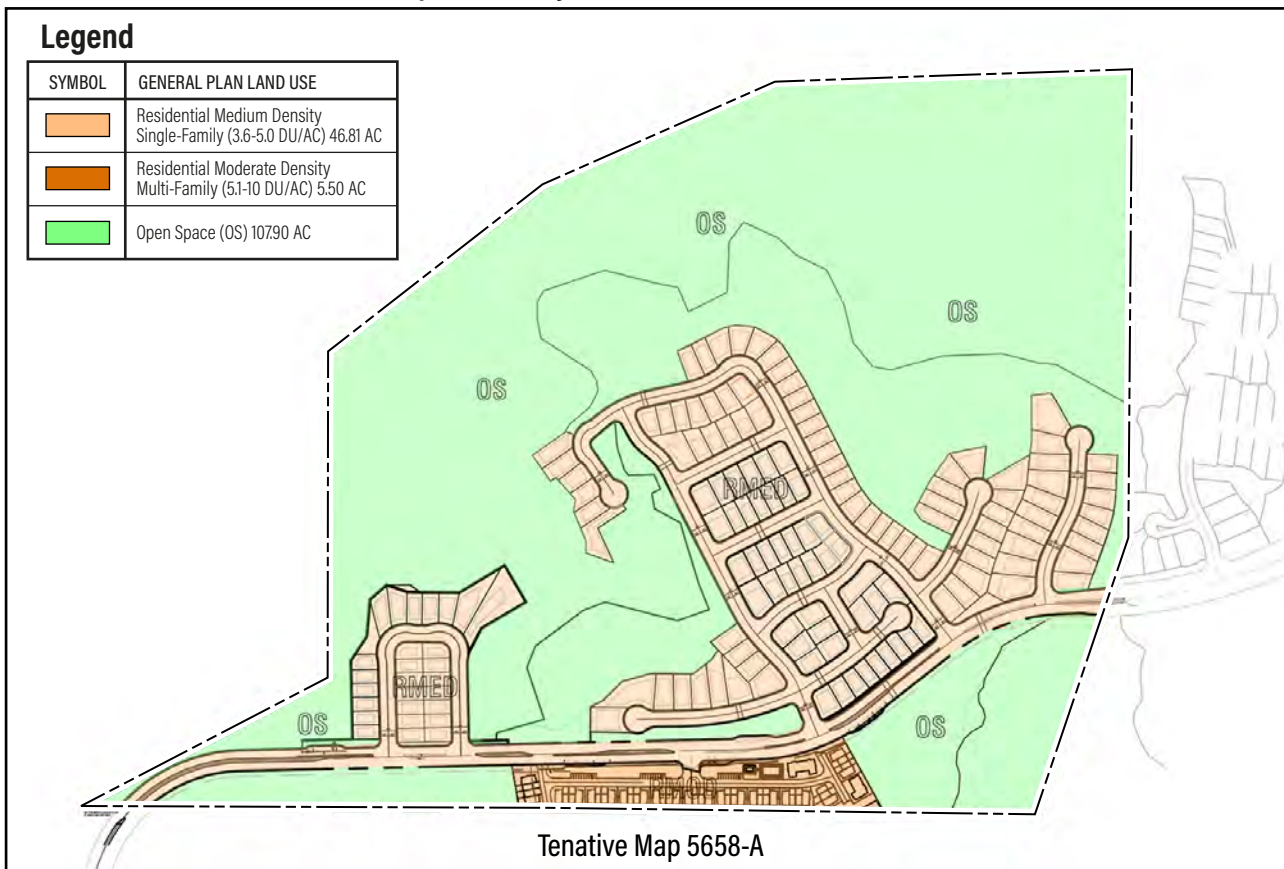 Legend
SYMBOL GENERAL PLAN LAND USE
Residential Medium Density
Single-Family (3.6-5.0 DU/AC) 46.81 AC
Residential Moderate Density
Multi-Family (5.1-10 DU/AC) 5.50 AC
Open Space (OS) 107.90 AC
OS
OS
OS
RMED
RMED
OS
OS
RMOD
Tenative Map 5658-A